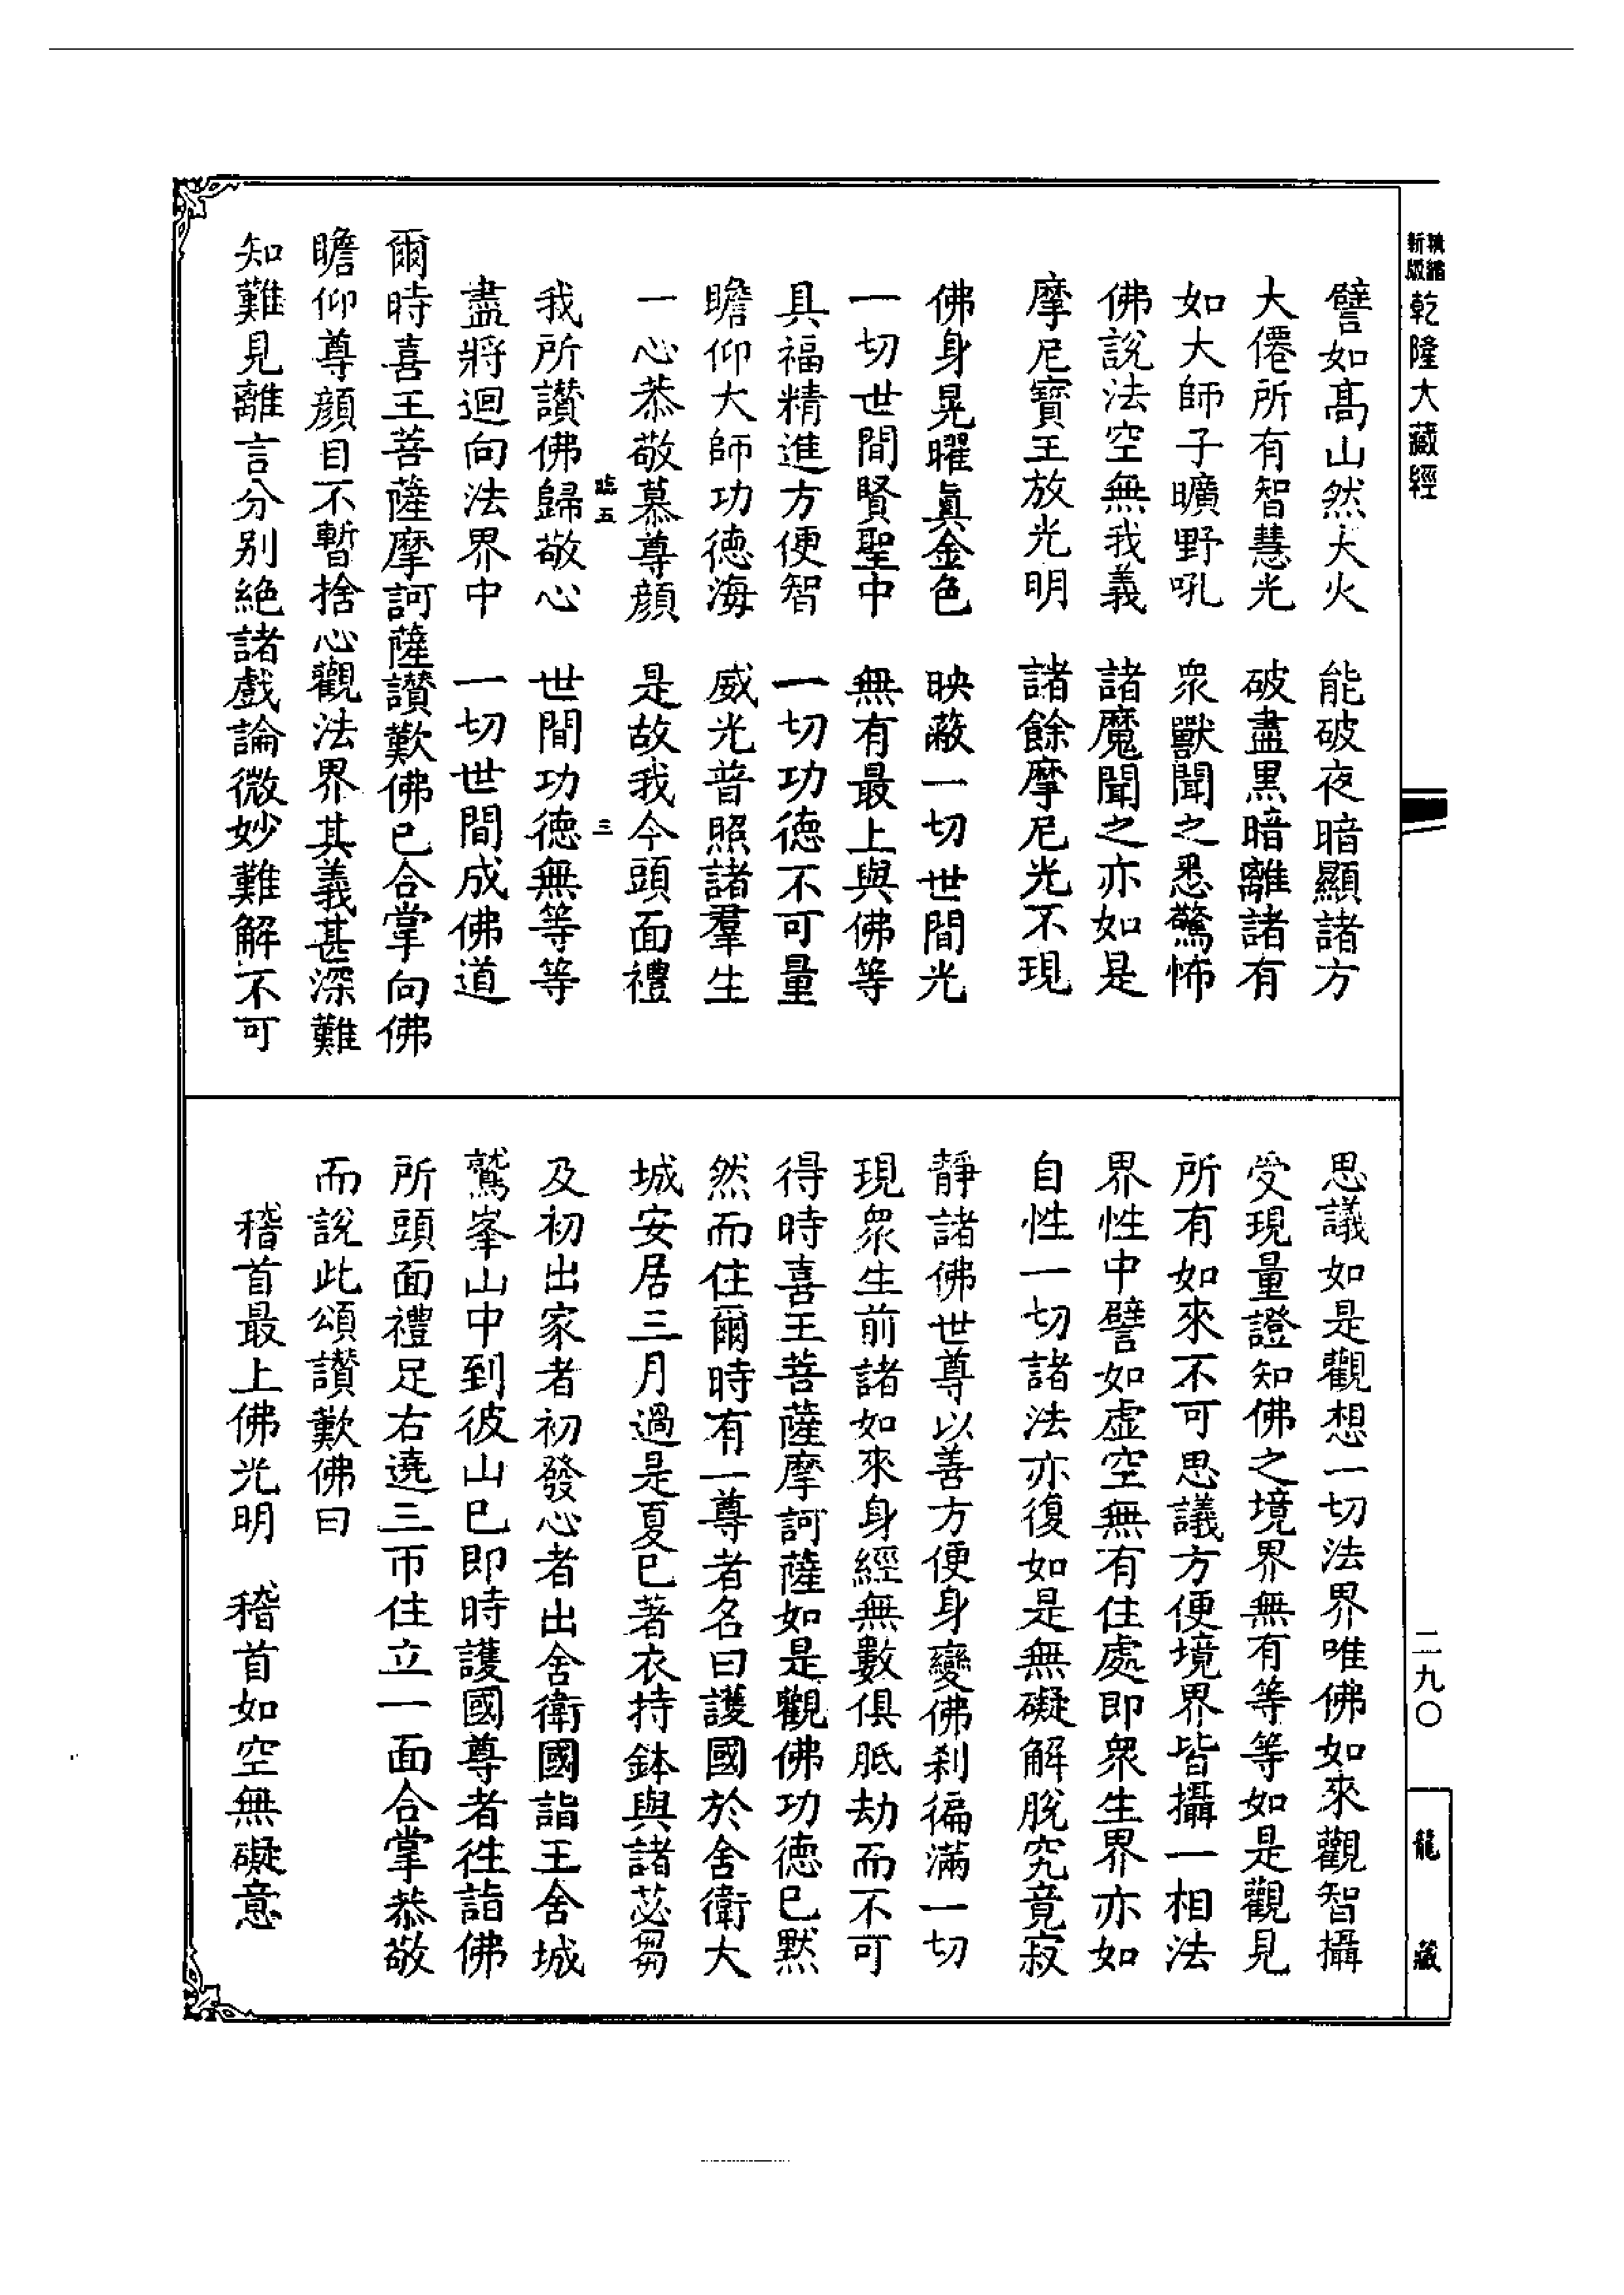 精縮新版 乾隆大藏經
譬如高山然大火　能破夜暗顯諸方
大僊所有智慧光　破盡黑暗離諸有
如大師子曠野吼　衆獸聞之悉驚怖
佛說法空無我義　諸魔聞之亦如是
摩尼寶王放光明　諸餘摩尼光不現
佛身晃曜眞金色　映蔽一切世間光
一切世間賢聖中　無有最上與佛等
具福精進方便智　一切功德不可量
瞻仰大師功德海　威光普照諸羣生
一心恭敬慕尊顔　是故我今頭面禮
五　三
我所讃佛歸敬心　世間功德無等等
盡將迴向法界中　一切世間成佛道
爾時喜王菩薩摩訶薩讃歎佛已合掌向佛
瞻仰尊顔目不暫捨心觀法界其義甚深難
知難見離言分别絶諸戲論微妙難解不可
思議如是觀想一切法界唯佛如來觀智攝
受現量證知佛之境界無有等等如是觀見
所有如來不可思議方便境界皆攝一相法
界性中譬如虚空無有住處即衆生界亦如
自性一切諸法亦復如是無礙解脫究竟寂
靜諸佛世尊以善方便身變佛刹徧滿一切
現衆生前諸如來身經無數俱胝劫而不可
得時喜王菩薩摩訶薩如是觀佛功德已黙
然而住爾時有一尊者名曰護國於舍衛大
城安居三月過是夏已著衣持鉢與諸苾芻
及初出家者初發心者出舍衛國詣王舍城
鷲峯山中到彼山已即時護國尊者徃詣佛
所頭面禮足右遶三帀住立一面合掌恭敬
而說此頌讃歎佛曰
稽首最上佛光明　稽首如空無礙意
二九〇
龍藏